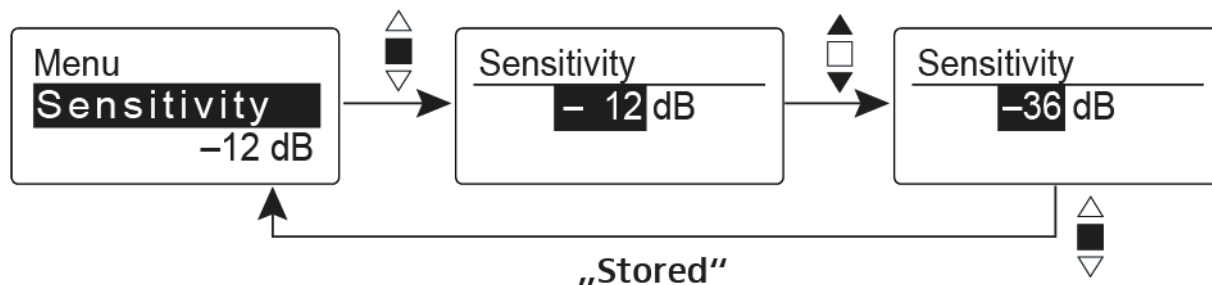 Menu
Sensitivity
–12 dB
Sensitivity
– 12 dB
Sensitivity
–36 dB
„Stored“